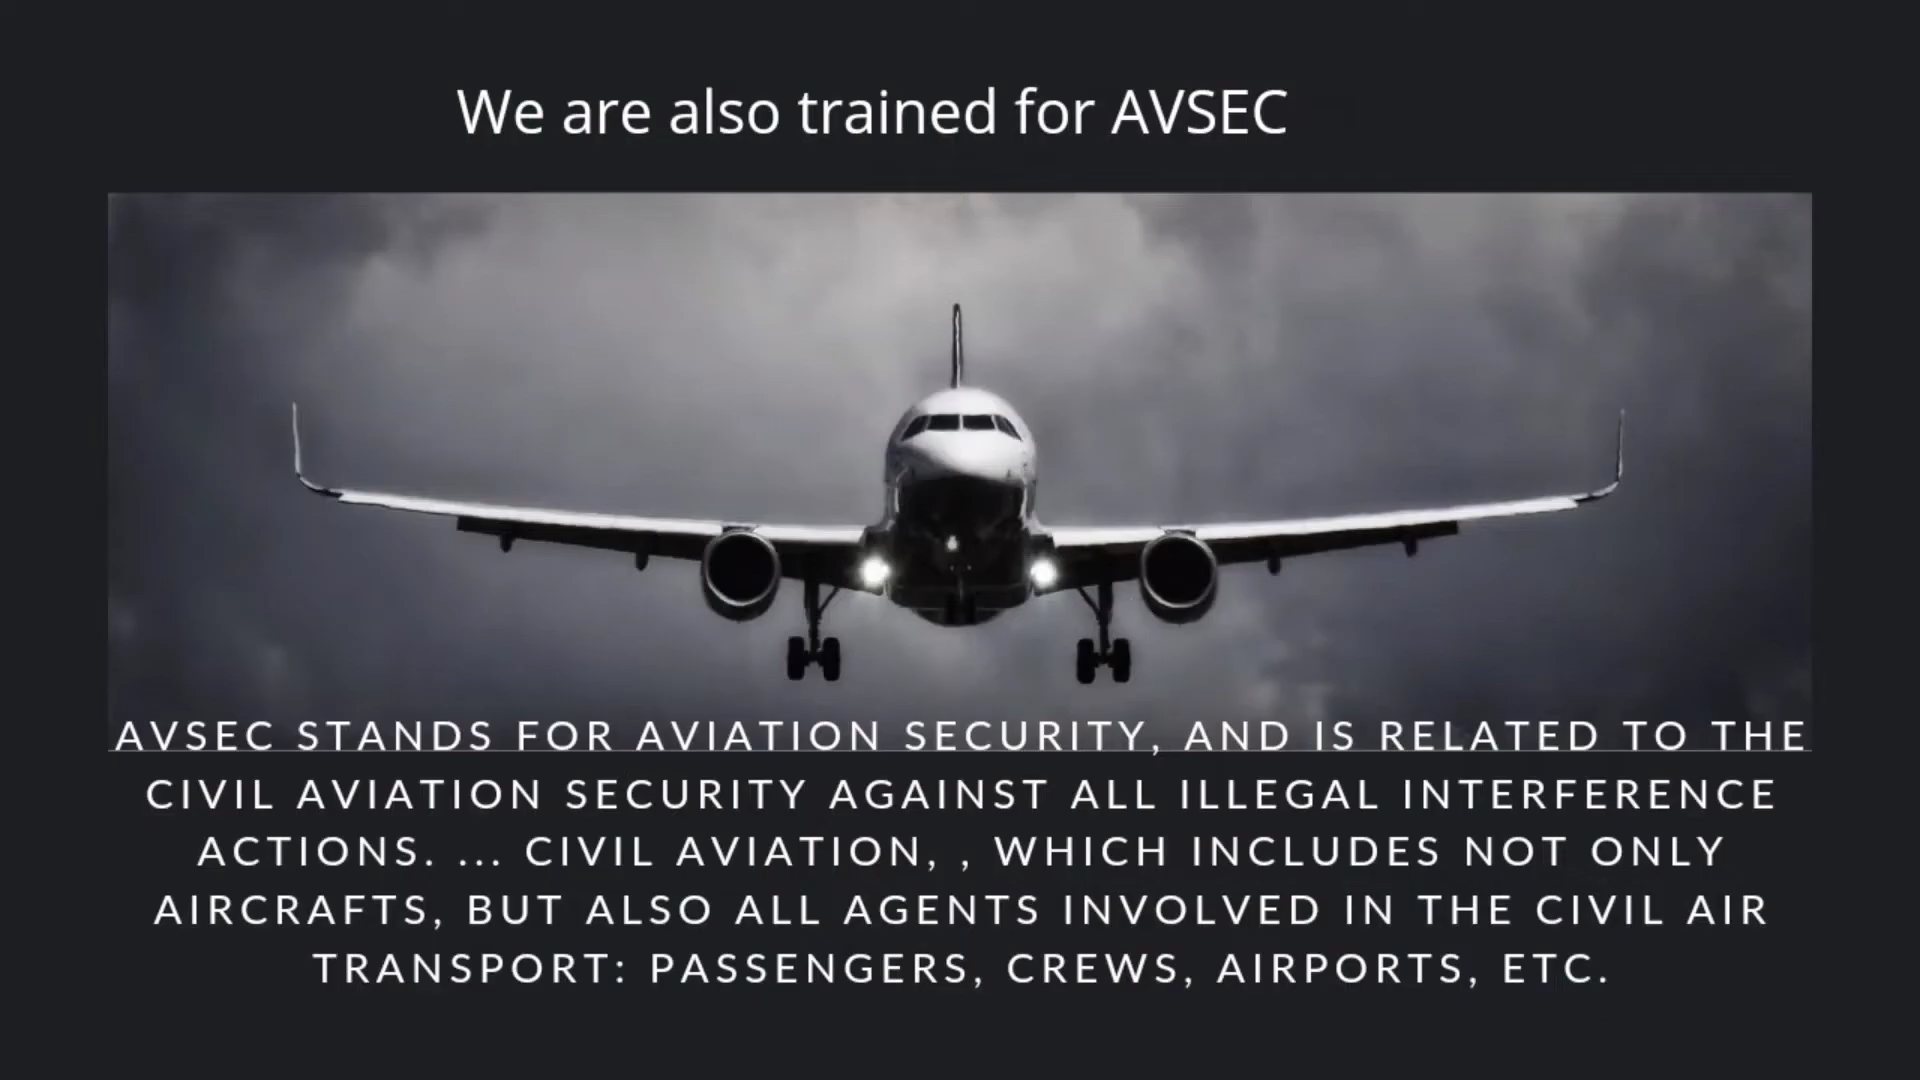 We are also trained for AVSEC
AVSEC STANDS FOR AVIATION SECURITY, AND IS RELATED TO THE
CIVIL AVIATION SECURITY AGAINST ALL ILLEGAL INTERFERENCE
ACTIONS. ... CIVIL AVIATION, , WHICH INCLUDES NOT ONLY
AIRCRAFTS, BUT ALSO ALL AGENTS INVOLVED IN THE CIVIL AIR
TRANSPORT: PASSENGERS, CREWS, AIRPORTS, ETC.